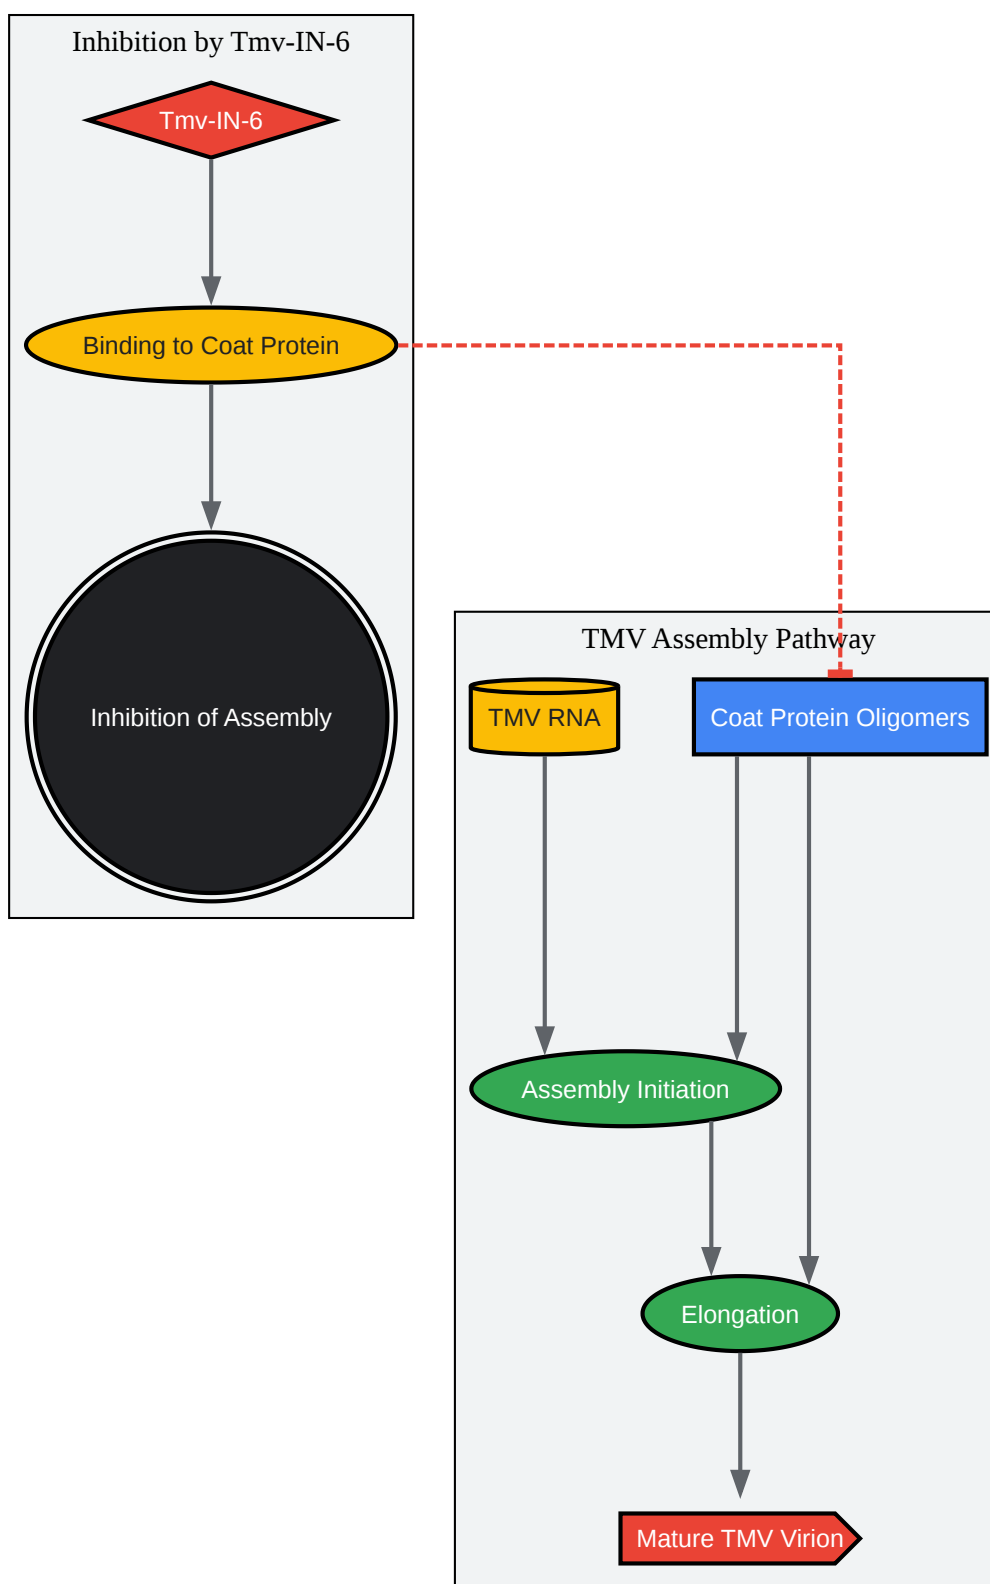 Inhibition by Tmv-IN-6
Tmv-IN-6
Binding to Coat Protein
Inhibition of Assembly
TMV Assembly Pathway
TMV RNA
Coat Protein Oligomers
Assembly Initiation
Elongation
Mature TMV Virion